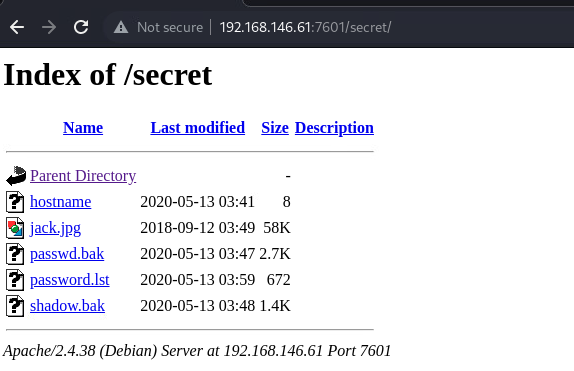 Not secure 192.168.146.61:7601/secret/
Index of /secret
Name Last modified Size Description
Parent Directory -
hostname 2020-05-13 03:41 8
jack.jpg 2018-09-12 03:49 58K
passwd.bak 2020-05-13 03:47 2.7K
password.lst 2020-05-13 03:59 672
shadow.bak 2020-05-13 03:48 1.4K
Apache/2.4.38 (Debian) Server at 192.168.146.61 Port 7601